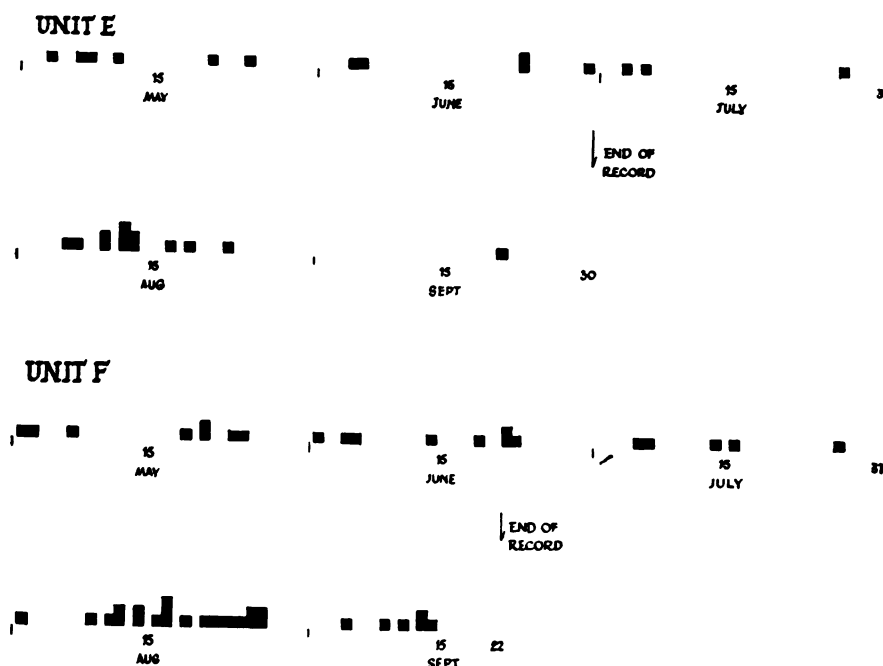 UNIT E
15 15 15
MAY JUNE JULY
END OF
RECORD
15 15 30
AUG SEPT
UNIT F
15 15 15
MAY JUNE JULY 31
END OF
RECORD
15 15 22
AUG SEPT